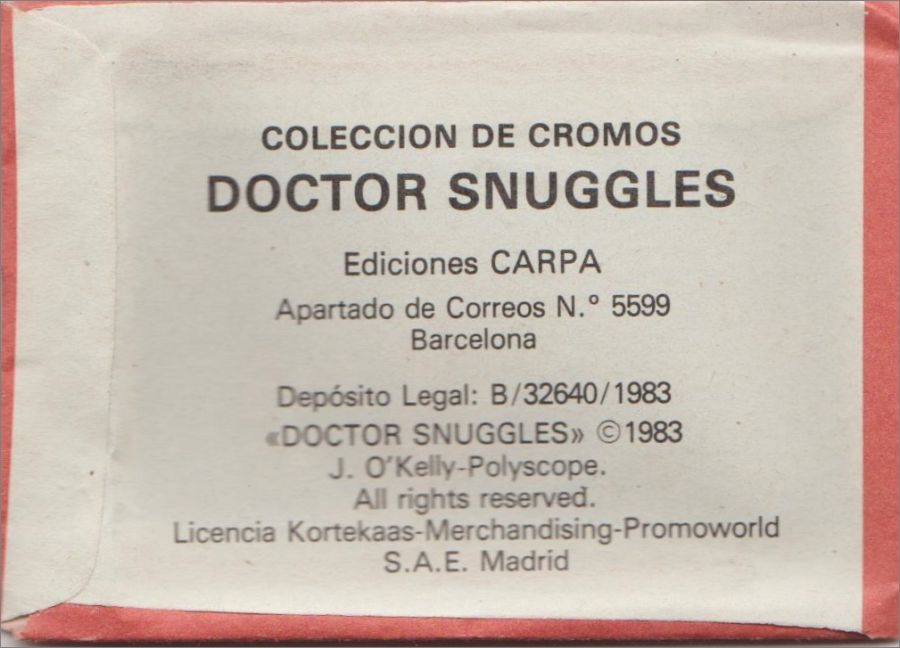 COLECCION DE CROMOS
DOCTOR SNUGGLES
Ediciones CARPA
Apartado de Correos N.° 5599
Barcelona
Depósito Legal: B/32640/1983
«DOCTOR SNUGGLES» ©1983
J. O'Kelly-Polyscope.
All rights reserved.
Licencia Kortekaas-Merchandising-Promoworld
S.A.E. Madrid